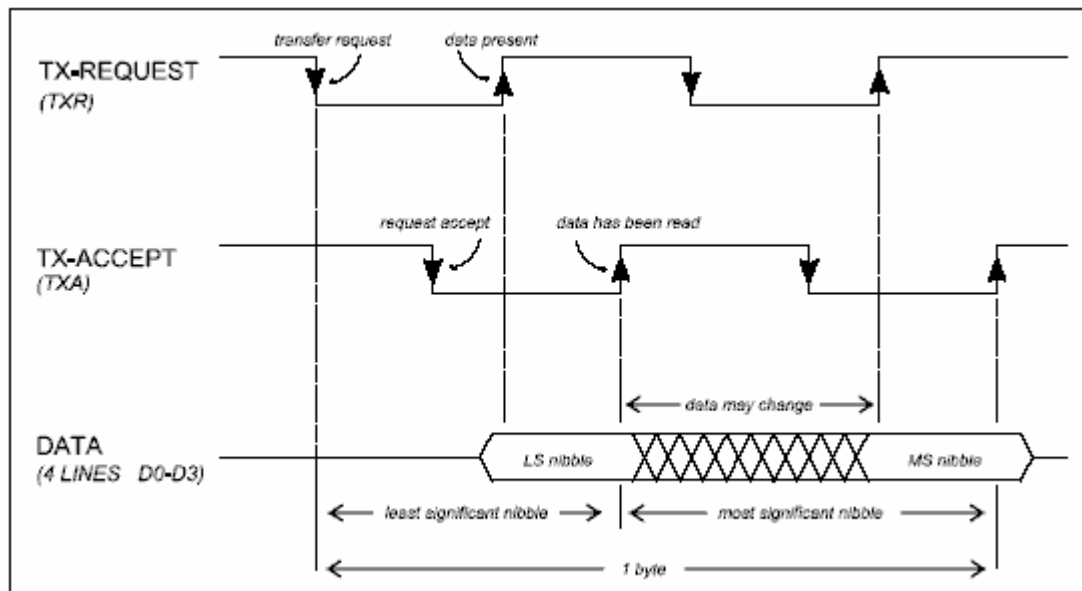 transfer request
data present
TX-REQUEST
(TXR)
request accept
data has been read
TX-ACCEPT
(TXA)
data may change
DATA
(4 LINES D0-D3)
LS nibble
MS nibble
least significant nibble
most significant nibble
1 byte